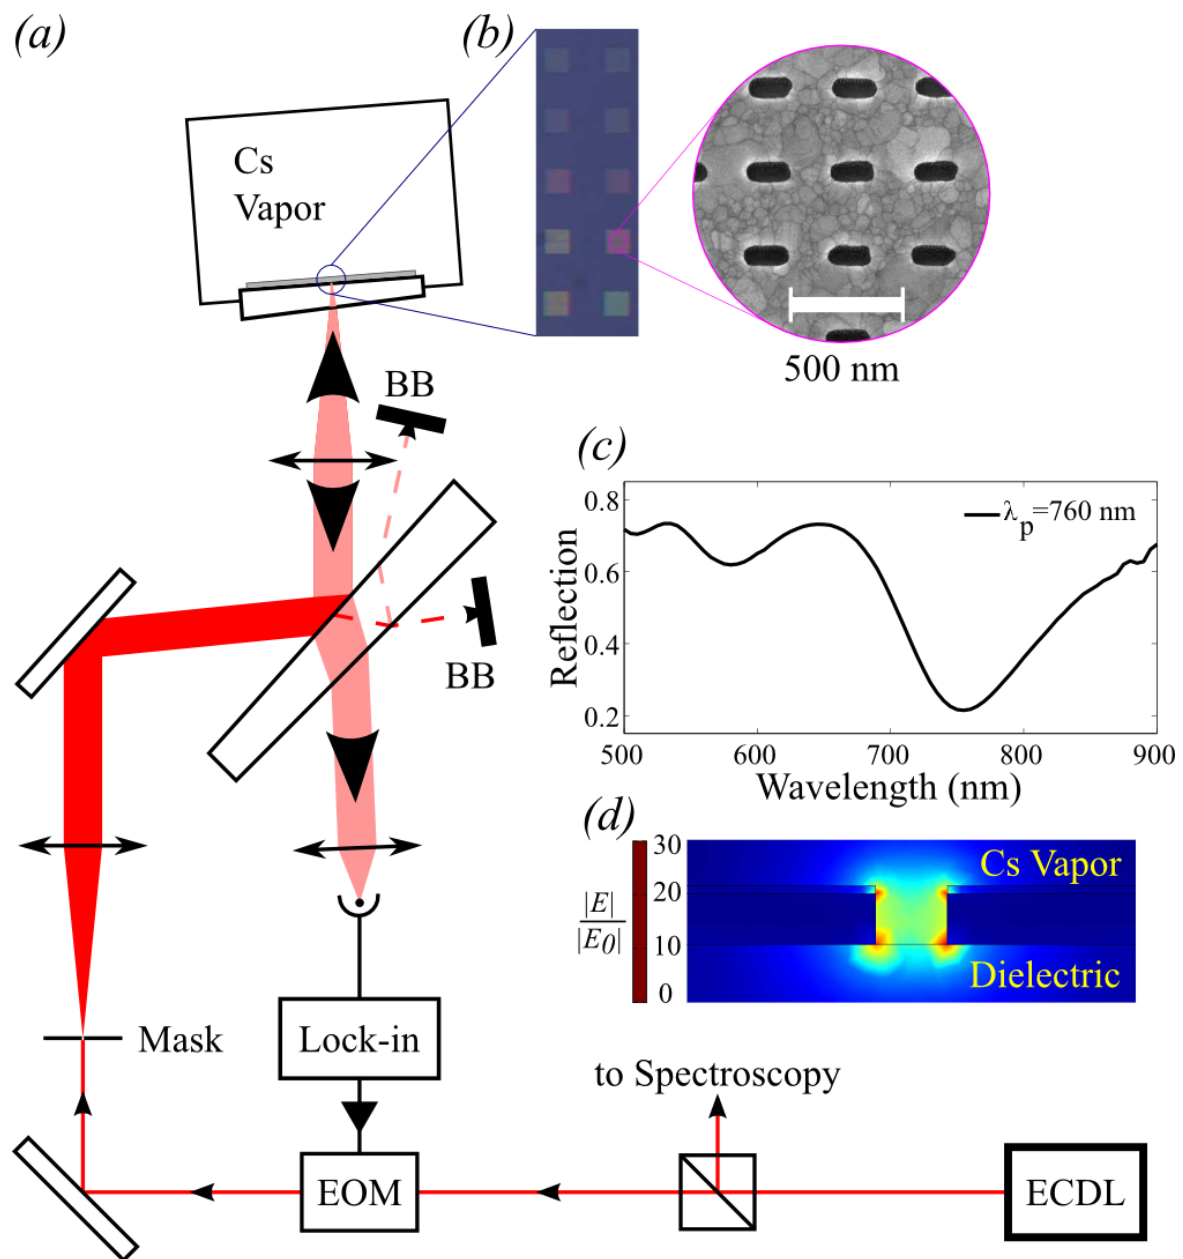 (a)
(b)
Cs
Vapor
500 nm
BB
BB
(c)
λp=760 nm
0.8
0.6
0.4
0.2
Reflection
500
600
700
800
900
Wavelength (nm)
(d)
30
20
10
0
|E|
|E0|
Cs Vapor
Dielectric
Mask
Lock-in
to Spectroscopy
EOM
ECDL